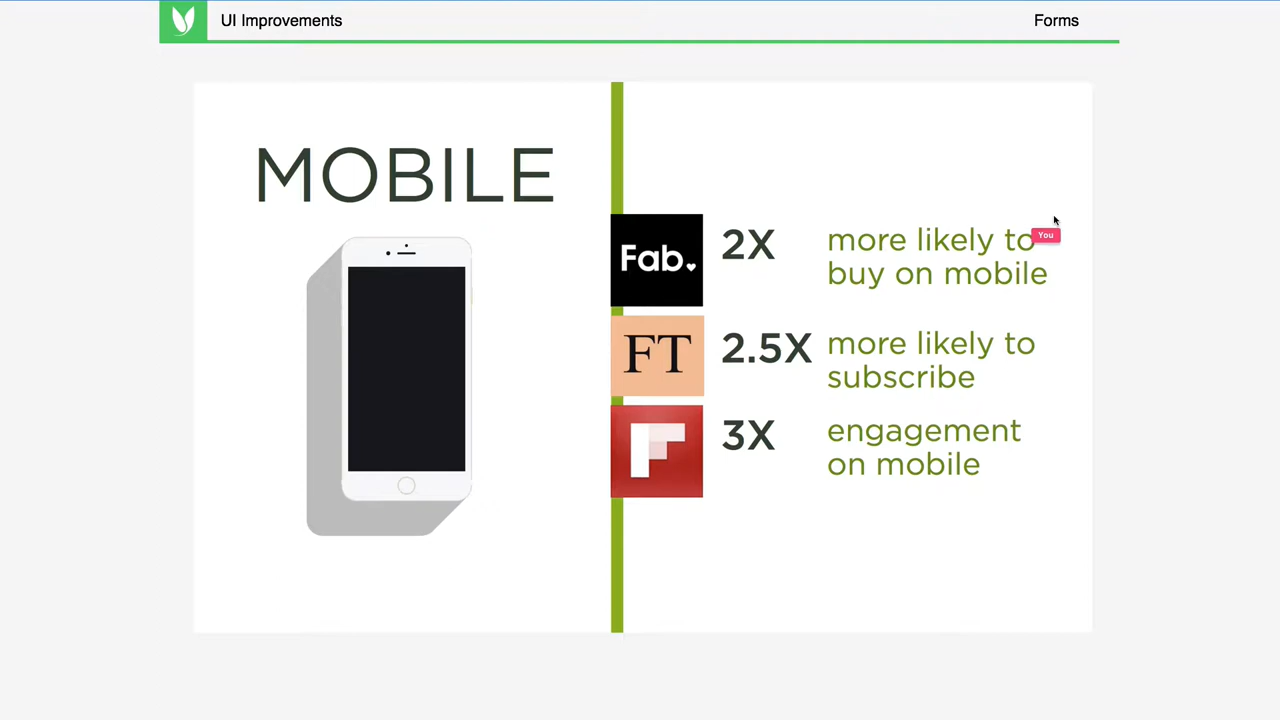 UI Improvements
Forms
MOBILE
Fab.
2X
more likely to
buy on mobile
You
FT
2.5X
more likely to
subscribe
3X
engagement
on mobile